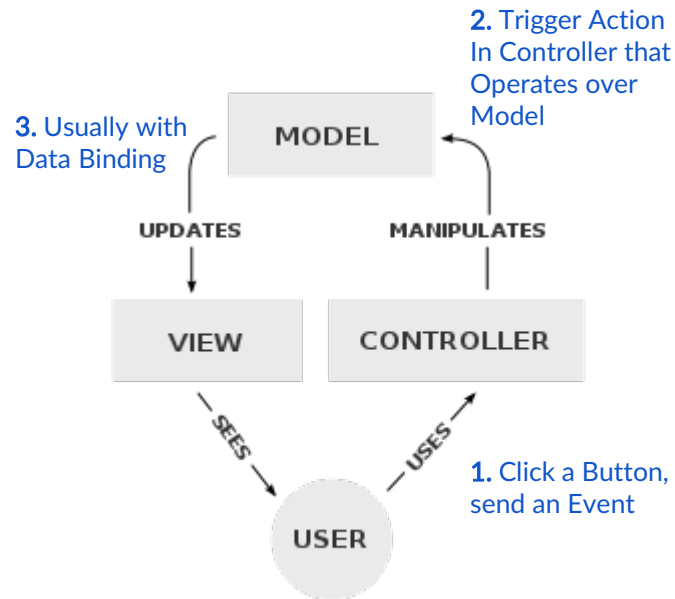 2. Trigger Action
In Controller that
Operates over
Model
3. Usually with
Data Binding
MODEL
UPDATES
MANIPULATES
VIEW
CONTROLLER
SEES
USES
1. Click a Button,
send an Event
USER